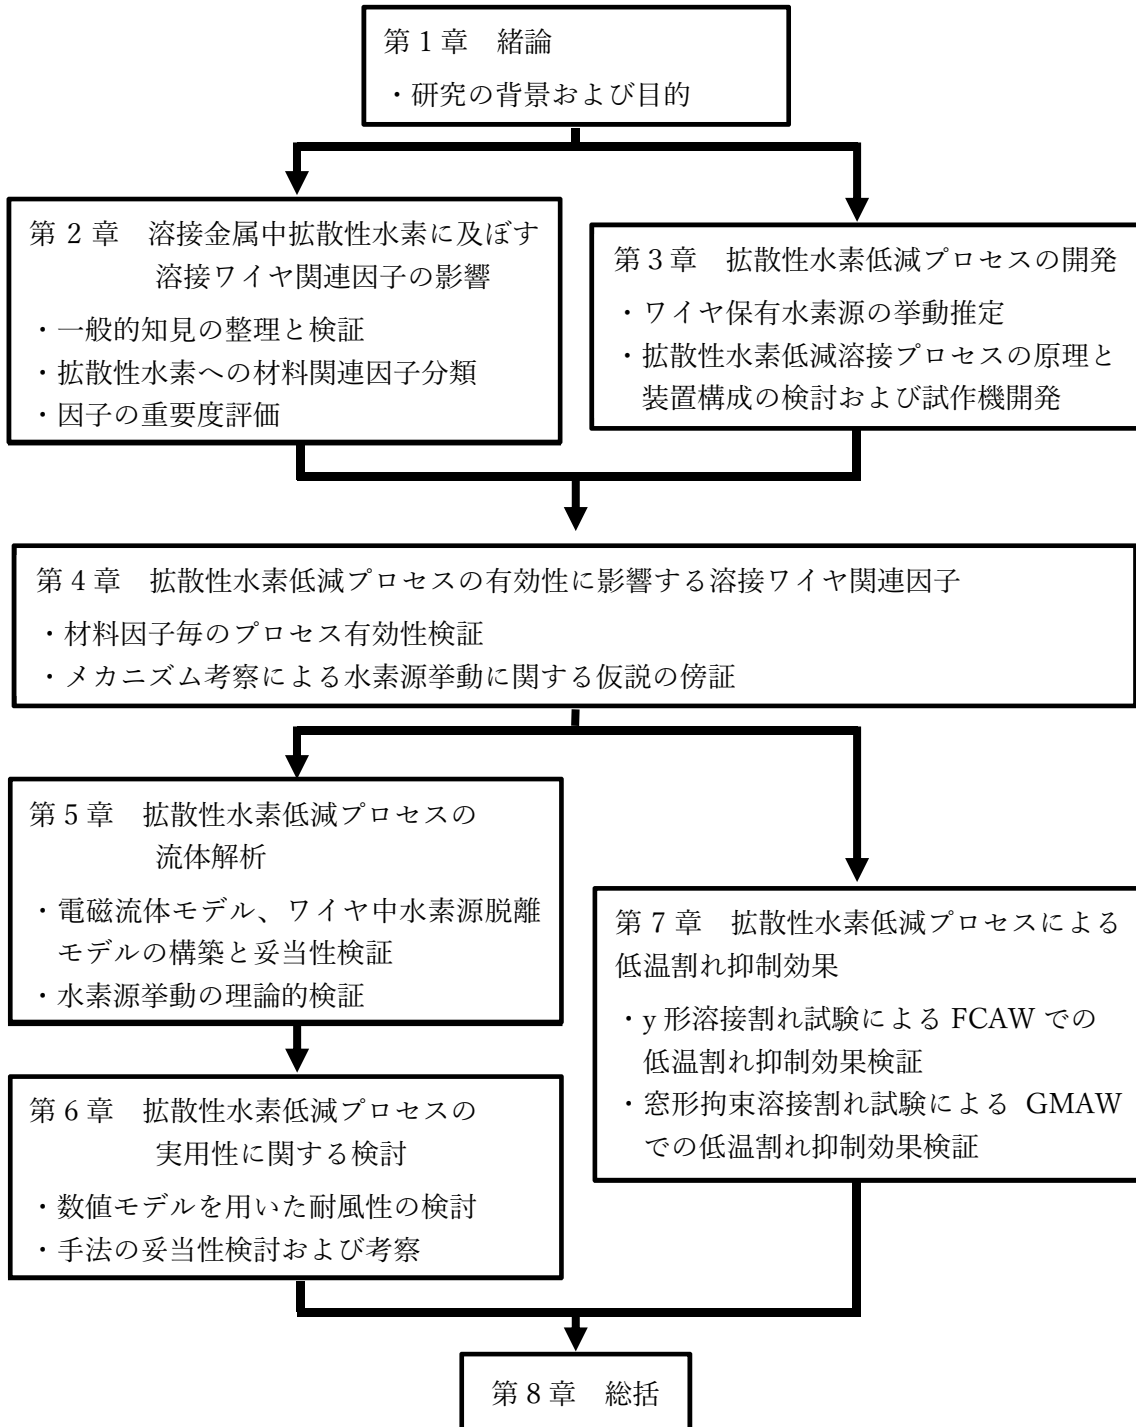 第1章　緒論
・研究の背景および目的
第 2 章　溶接金属中拡散性水素に及ぼす
溶接ワイヤ関連因子の影響
・一般的知見の整理と検証
・拡散性水素への材料関連因子分類
・因子の重要度評価
第3章　拡散性水素低減プロセスの開発
・ワイヤ保有水素源の挙動推定
・拡散性水素低減溶接プロセスの原理と
装置構成の検討および試作機開発
第4章　拡散性水素低減プロセスの有効性に影響する溶接ワイヤ関連因子
・材料因子毎のプロセス有効性検証
・メカニズム考察による水素源挙動に関する仮説の傍証
第5章　拡散性水素低減プロセスの
流体解析
・電磁流体モデル、ワイヤ中水素源脱離
モデルの構築と妥当性検証
・水素源挙動の理論的検証
第6章　拡散性水素低減プロセスの
実用性に関する検討
・数値モデルを用いた耐風性の検討
・手法の妥当性検討および考察
第7章　拡散性水素低減プロセスによる
低温割れ抑制効果
・y 形溶接割れ試験による FCAW での
低温割れ抑制効果検証
・窓形拘束溶接割れ試験による GMAW
での低温割れ抑制効果検証
第8章　総括